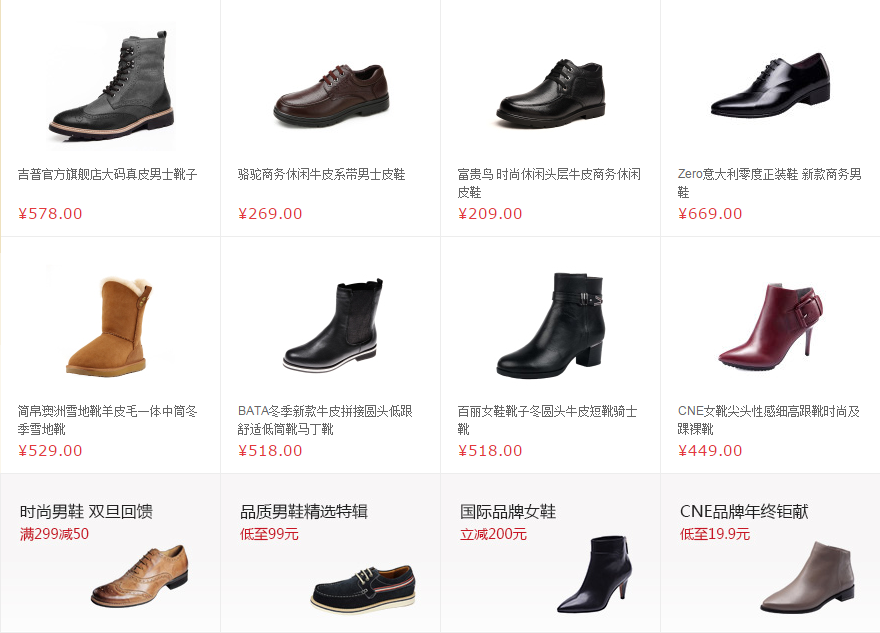 吉普官方旗舰店大码真皮男士靴子
¥578.00
骆驼商务休闲牛皮系带男士皮鞋
¥269.00
富贵鸟 时尚休闲头层牛皮商务休闲
皮鞋
¥209.00
Zero意大利零度正装鞋 新款商务男
鞋
¥669.00
简帛澳洲雪地靴羊皮毛一体中筒冬
季雪地靴
¥529.00
BATA冬季新款牛皮拼接圆头低跟
舒适低筒靴马丁靴
¥518.00
百丽女鞋靴子冬圆头牛皮短靴骑士
靴
¥518.00
CNE女靴尖头性感细高跟靴时尚及
踝裸靴
¥449.00
时尚男鞋 双旦回馈
满299减50
品质男鞋精选特辑
低至99元
国际品牌女鞋
立减200元
CNE品牌年终钜献
低至19.9元